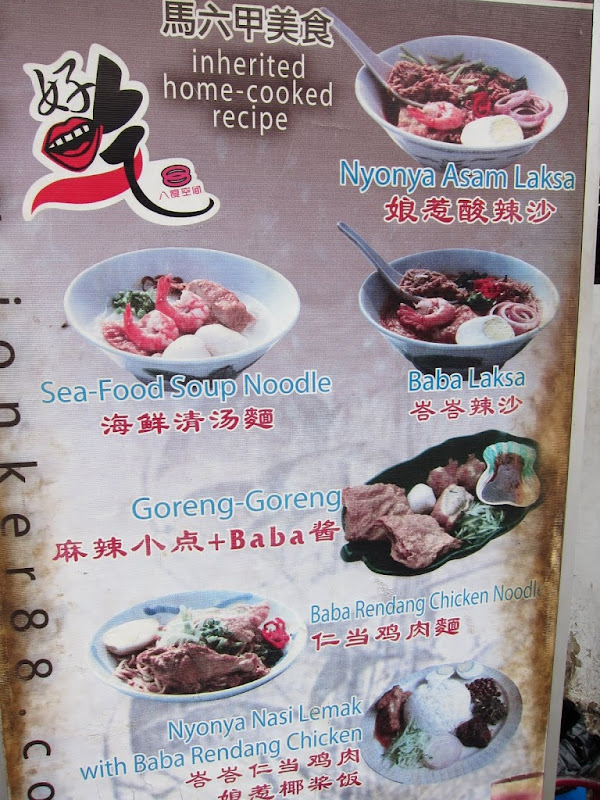 馬六甲美食
inherited
home-cooked
recipe
好吃
八度空间
Nyonya Asam Laksa
娘惹酸辣沙
Sea-Food Soup Noodle
海鲜清汤麵
Baba Laksa
峇峇辣沙
Goreng-Goreng
麻辣小点+Baba酱
Baba Rendang Chicken Noodl
仁当鸡肉麵
Nyonya Nasi Lemak
with Baba Rendang Chicken
峇峇仁当鸡肉
娘惹椰浆饭
jonker88.co